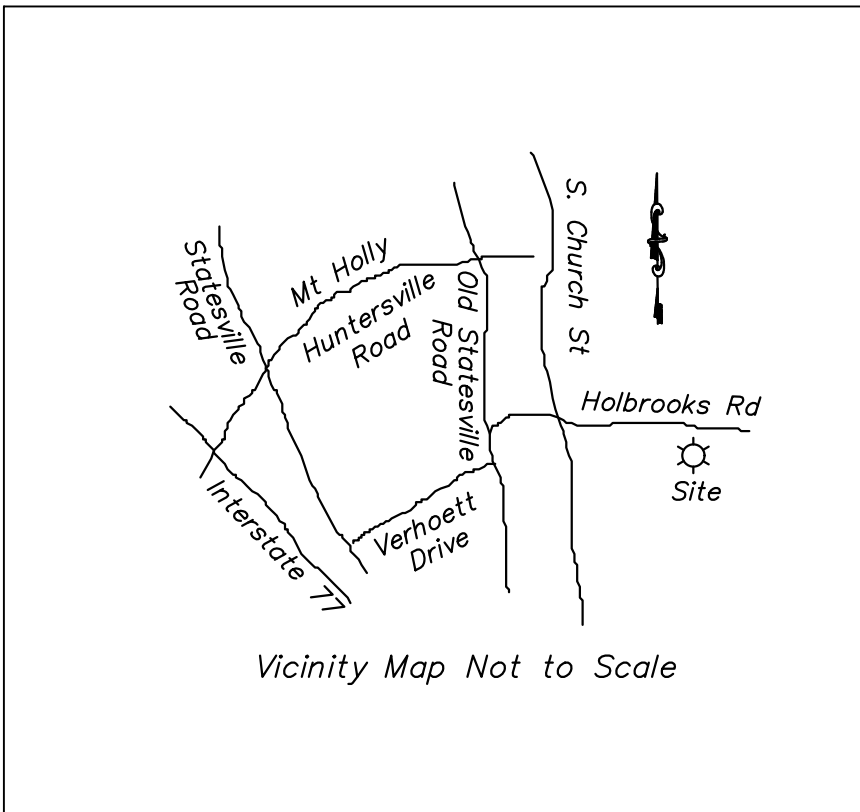 S. Church St
Statesville
Road
Mt Holly
Huntersville
Road
Old Statesville
Road
Holbrooks Rd
Site
Interstate 77
Verhoett
Drive
Vicinity Map Not to Scale